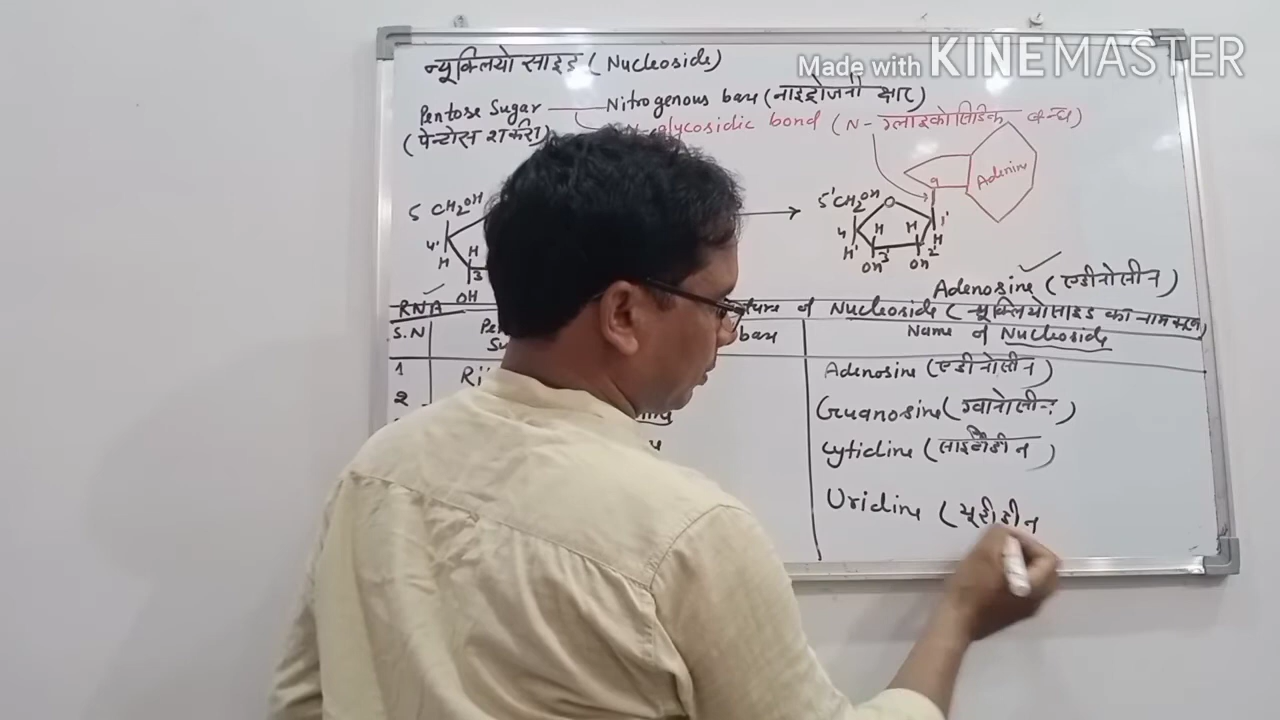 Made with KINEMASTER
न्यूक्लियोसाइड (Nucleoside)
Pentose Sugar Nitrogenous base (नाइट्रोजनी क्षार)
(पेन्टोस शर्करा) glycosidic bond (N- ग्लाइकोसिडिक बन्ध)
Adenine
9
5 CH2OH
5' CH2OH O
4' H H 3 OH
4 H' H 3' OH H 2' OH H 1'
Adenosine (एडीनोसीन)
RNA of Nucleoside (न्यूक्लियोसाइड का नाम
S.N base Name of Nucleoside
1 Adenosine (एडीनोसीन)
2 Guanosine (ग्वानोसीन)
Cytidine (साइटीडीन)
Uridine (यूरीडीन